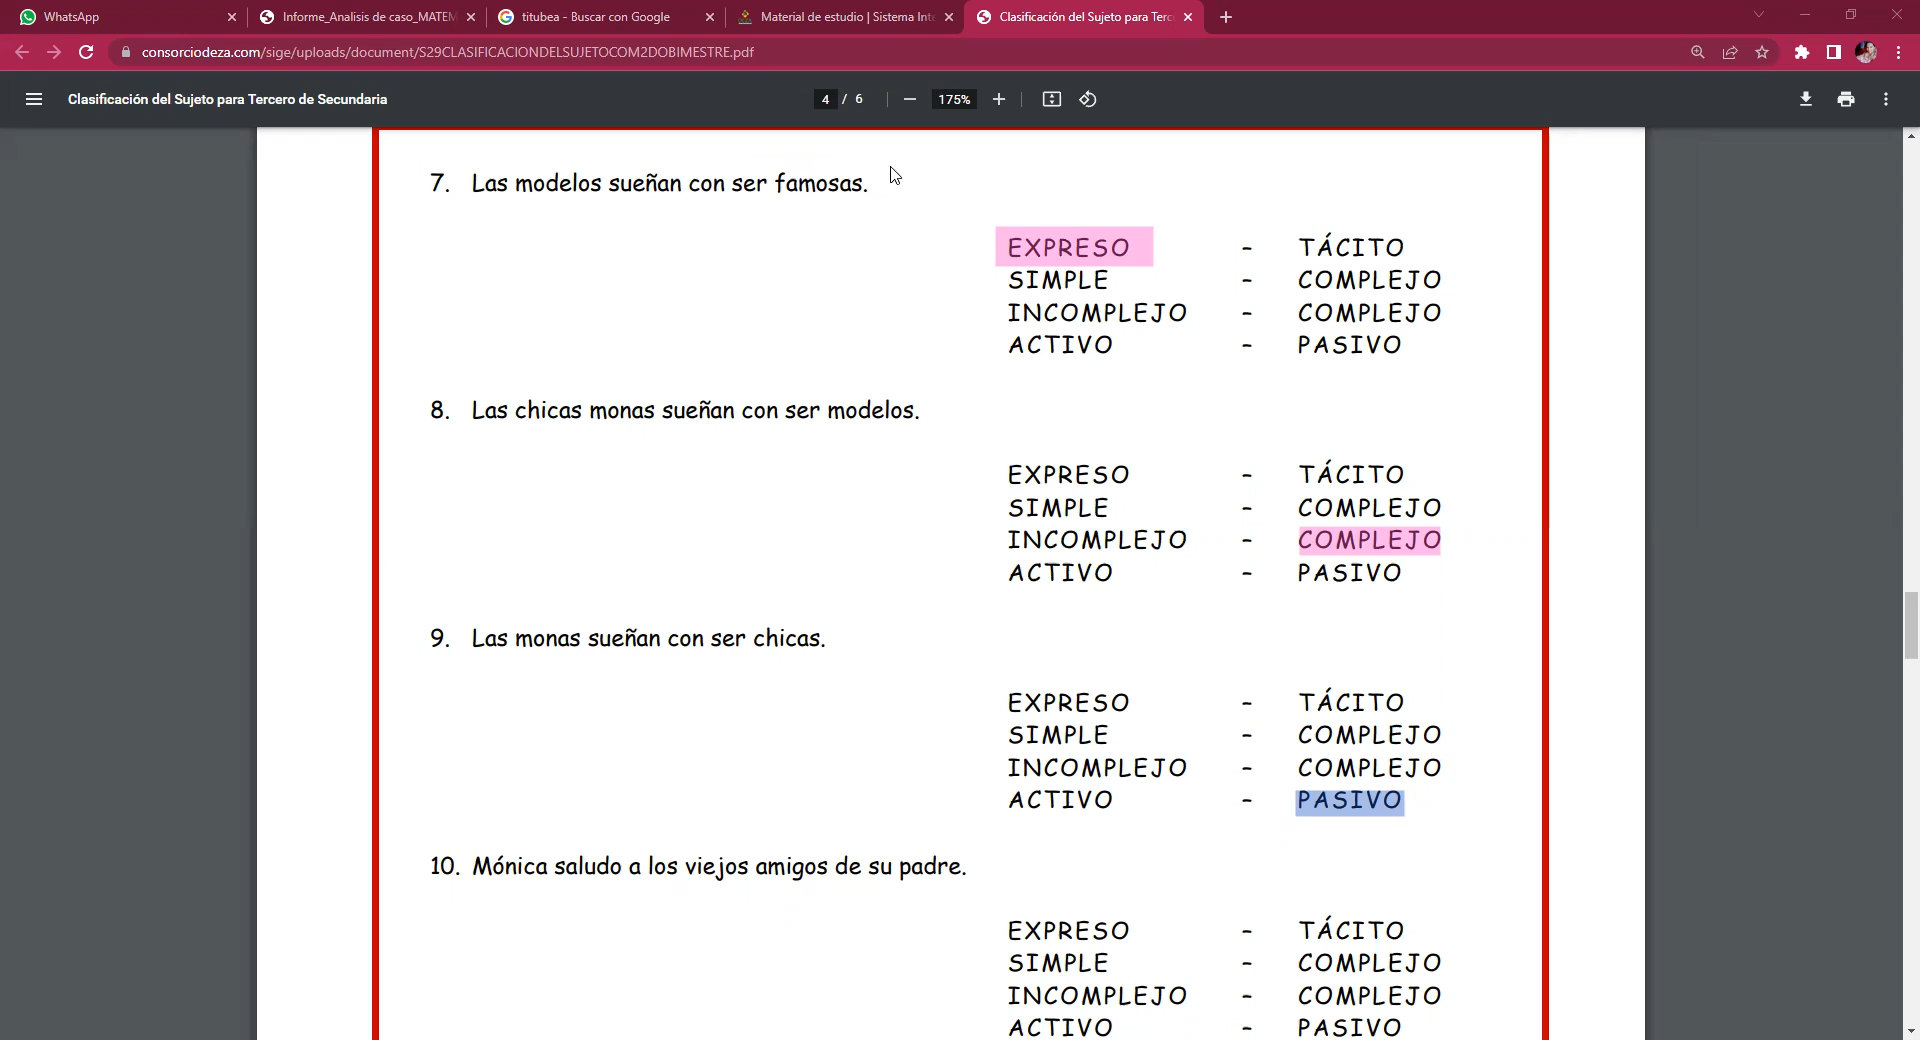 WhatsApp
Informe_Analisis de caso_MATEM
titubea - Buscar con Google
Material de estudio | Sistema Inte
Clasificación del Sujeto para Terc
consorciodeza.com/sige/uploads/document/S29CLASIFICACIONDELSUJETOCOM2DOBIMESTRE.pdf
Clasificación del Sujeto para Tercero de Secundaria
4 / 6
175%
7. Las modelos sueñan con ser famosas.
EXPRESO - TÁCITO
SIMPLE - COMPLEJO
INCOMPLEJO - COMPLEJO
ACTIVO - PASIVO
8. Las chicas monas sueñan con ser modelos.
EXPRESO - TÁCITO
SIMPLE - COMPLEJO
INCOMPLEJO - COMPLEJO
ACTIVO - PASIVO
9. Las monas sueñan con ser chicas.
EXPRESO - TÁCITO
SIMPLE - COMPLEJO
INCOMPLEJO - COMPLEJO
ACTIVO - PASIVO
10. Mónica saludo a los viejos amigos de su padre.
EXPRESO - TÁCITO
SIMPLE - COMPLEJO
INCOMPLEJO - COMPLEJO
ACTIVO - PASIVO